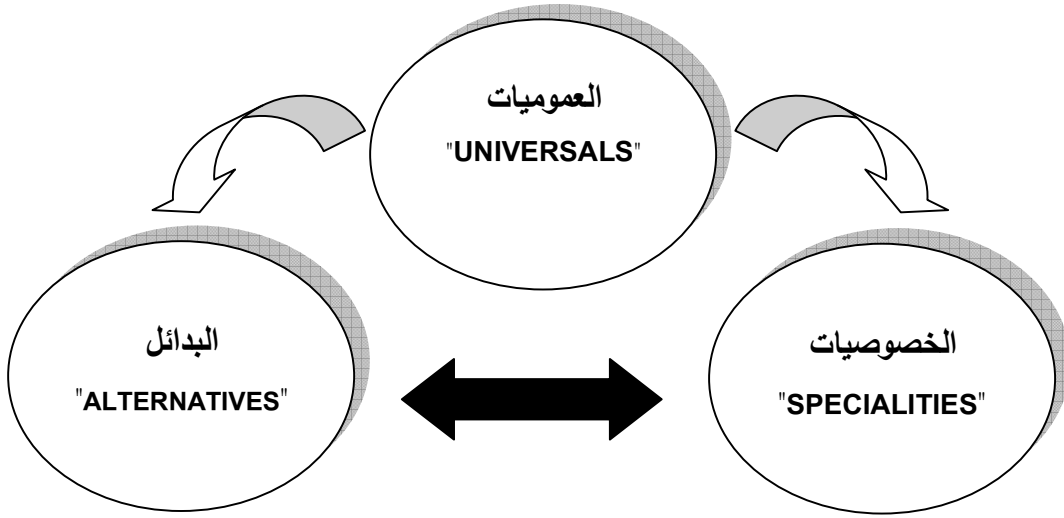 العموميات
"UNIVERSALS"
البدائل
"ALTERNATIVES"
الخصوصيات
"SPECIALITIES"